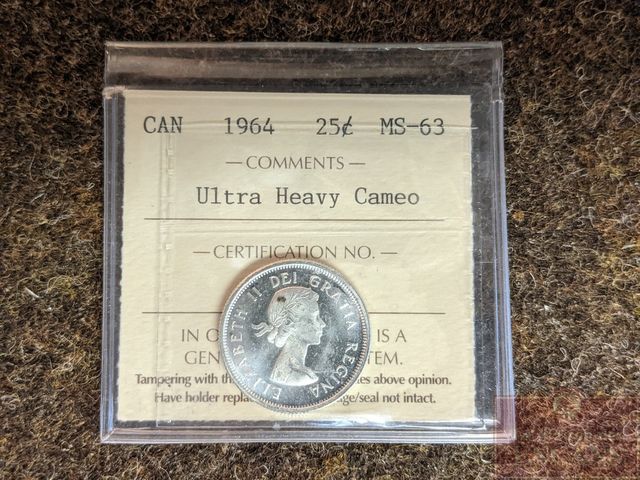 CAN 1964 25¢ MS-63
— COMMENTS —
Ultra Heavy Cameo
— CERTIFICATION NO. —
IN O IS A
GEN TEM.
Tampering with th es above opinion.
Have holder repla ge/seal not intact.
ELIZABETH II DEI GRATIA REGINA